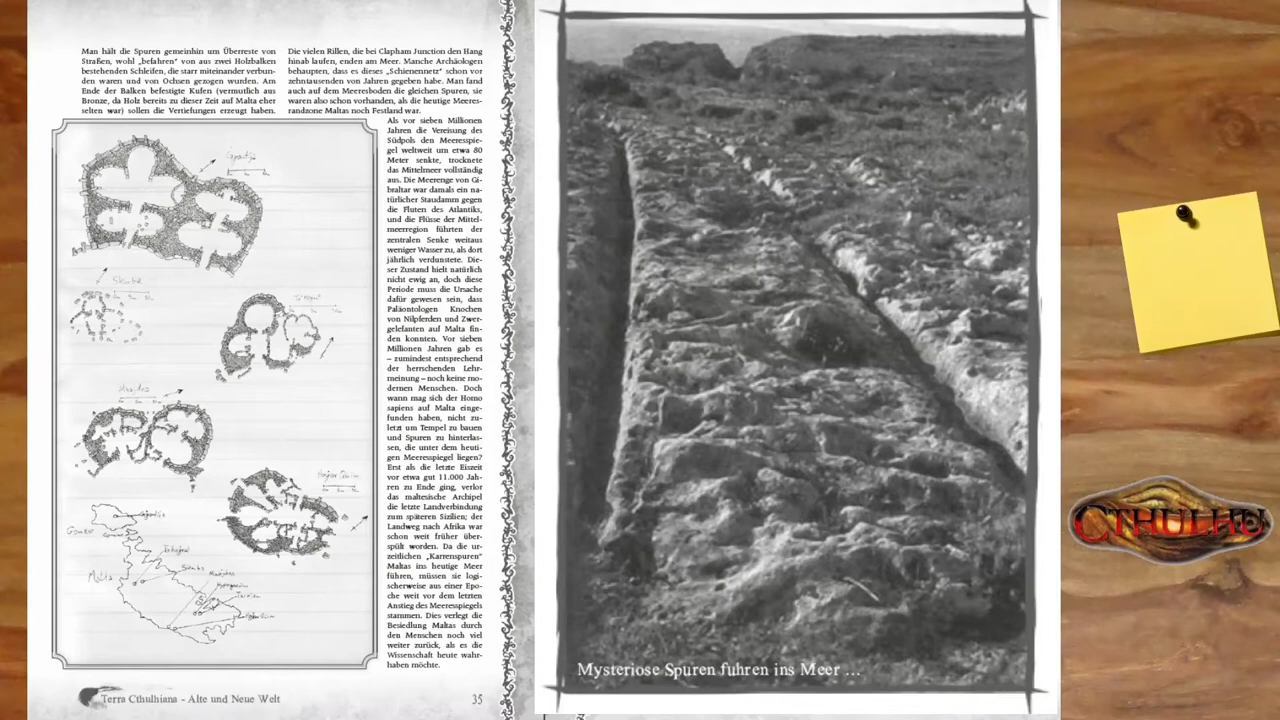 Man hält die Spuren gemeinhin um Überreste von
Straßen, wohl „befahren“ von aus zwei Holzbalken
bestehenden Schleifen, die starr miteinander verbun-
den waren und von Ochsen gezogen wurden. Am
Ende der Balken befestigte Kufen (vermutlich aus
Bronze, da Holz bereits zu dieser Zeit auf Malta eher
selten war) sollen die Vertiefungen erzeugt haben.
Die vielen Rillen, die bei Clapham Junction den Hang
hinab laufen, enden am Meer. Manche Archäologen
behaupten, dass es dieses „Schienennetz“ schon vor
zehntausenden von Jahren gegeben habe. Man fand
auch auf dem Meeresboden die gleichen Spuren, sie
waren also schon vorhanden, als die heutige Meeres-
randzone Maltas noch Festland war.
Als vor sieben Millionen
Jahren die Vereisung des
Südpols den Meeresspie-
gel weltweit um etwa 80
Meter senkte, trocknete
das Mittelmeer vollständig
aus. Die Meerenge von Gi-
braltar war damals ein na-
türlicher Staudamm gegen
die Fluten des Atlantiks,
und die Flüsse der Mittel-
meerregion führten der
zentralen Senke weitaus
weniger Wasser zu, als dort
jährlich verdunstete. Die-
ser Zustand hielt natürlich
nicht ewig an, doch diese
Periode muss die Ursache
dafür gewesen sein, dass
Paläontologen Knochen
von Nilpferden und Zwer-
gelefanten auf Malta fin-
den konnten. Vor sieben
Millionen Jahren gab es
– zumindest entsprechend
der herrschenden Lehr-
meinung – noch keine mo-
dernen Menschen. Doch
wann mag sich der Homo
sapiens auf Malta einge-
funden haben, nicht zu-
letzt um Tempel zu bauen
und Spuren zu hinterlas-
sen, die unter dem heuti-
gen Meeresspiegel liegen?
Erst als die letzte Eiszeit
vor etwa gut 11.000 Jah-
ren zu Ende ging, verlor
das maltesische Archipel
die letzte Landverbindung
zum späteren Sizilien; der
Landweg nach Afrika war
schon weit früher über-
spült worden. Da die ur-
zeitlichen „Karrenspuren“
Maltas ins heutige Meer
führen, müssen sie logi-
scherweise aus einer Epo-
che weit vor dem letzten
Anstieg des Meeresspiegels
stammen. Dies verlegt die
Besiedlung Maltas durch
den Menschen noch viel
weiter zurück, als es die
Wissenschaft heute wahr-
haben möchte.
Skorba
Malta
Terra Cthulhiana – Alte und Neue Welt
35
Mysteriöse Spuren führen ins Meer ...
CTHULHU